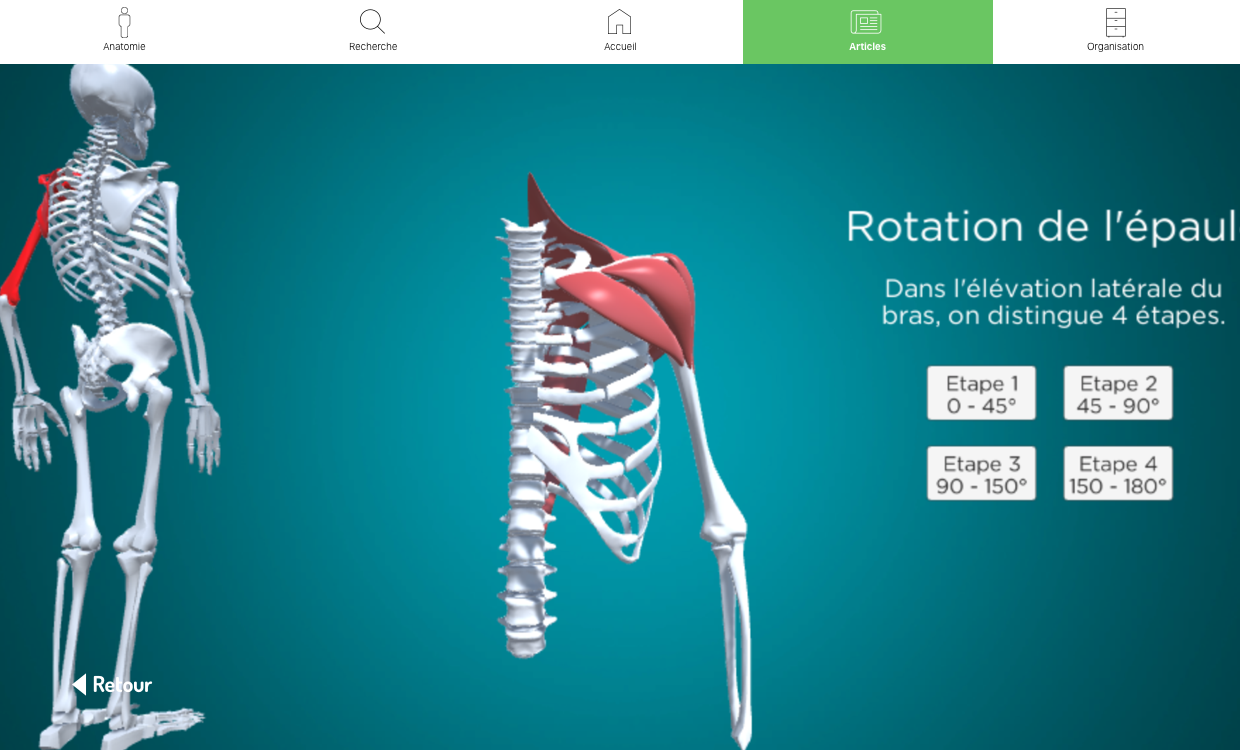 Anatomie
Recherche
Accueil
Articles
Organisation
Rotation de l'épaul
Dans l'élévation latérale du
bras, on distingue 4 étapes.
Etape 1
0 - 45°
Etape 2
45 - 90°
Etape 3
90 - 150°
Etape 4
150 - 180°
Retour